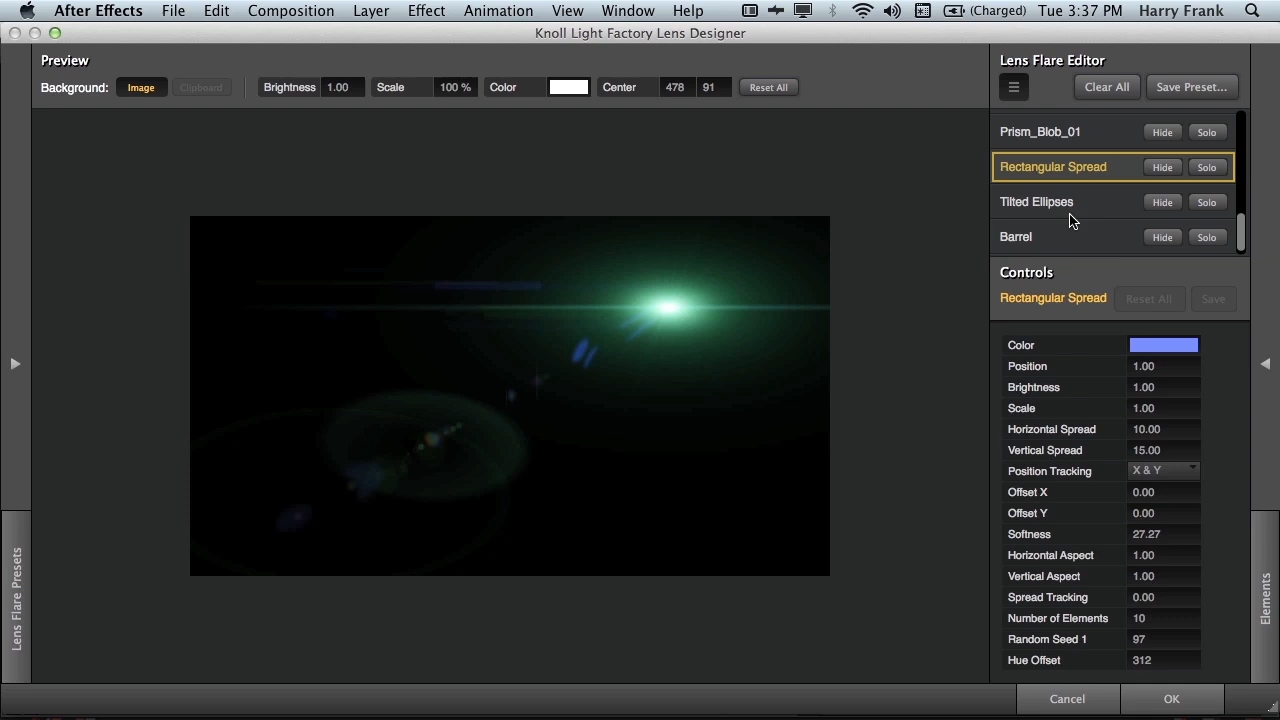 After Effects File Edit Composition Layer Effect Animation View Window Help (Charged) Tue 3:37 PM Harry Frank
Knoll Light Factory Lens Designer
Preview
Background: Image Clipboard Brightness 1.00 Scale 100 % Color Center 478 91 Reset All
Lens Flare Editor
Clear All Save Preset...
Prism_Blob_01 Hide Solo
Rectangular Spread Hide Solo
Tilted Ellipses Hide Solo
Barrel Hide Solo
Controls
Rectangular Spread Reset All Save
Color
Position 1.00
Brightness 1.00
Scale 1.00
Horizontal Spread 10.00
Vertical Spread 15.00
Position Tracking X & Y
Offset X 0.00
Offset Y 0.00
Softness 27.27
Horizontal Aspect 1.00
Vertical Aspect 1.00
Spread Tracking 0.00
Number of Elements 10
Random Seed 1 97
Hue Offset 312
Lens Flare Presets
Elements
Cancel OK